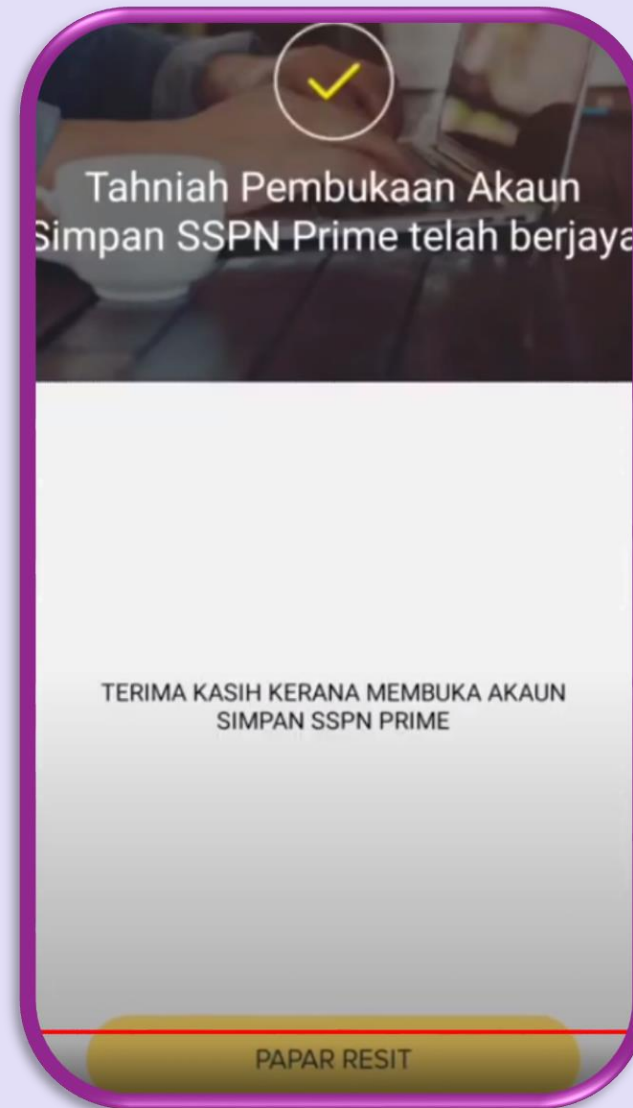 Tahniah Pembukaan Akaun
Simpan SSPN Prime telah berjaya
TERIMA KASIH KERANA MEMBUKA AKAUN
SIMPAN SSPN PRIME
PAPAR RESIT